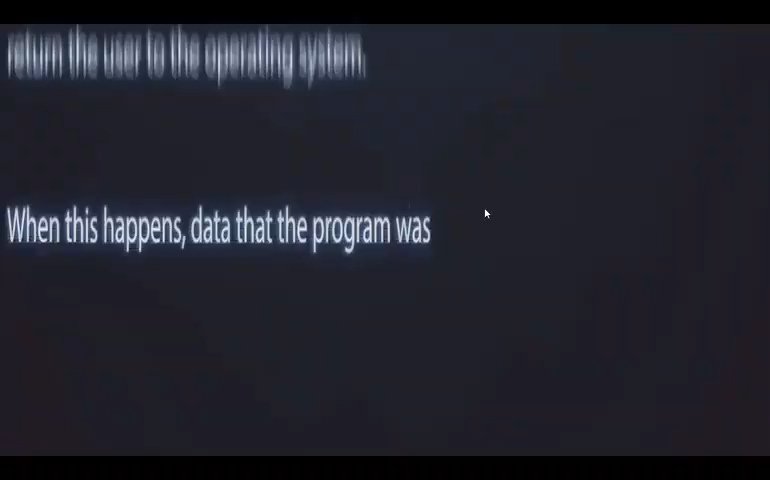 return the user to the operating system.
When this happens, data that the program was